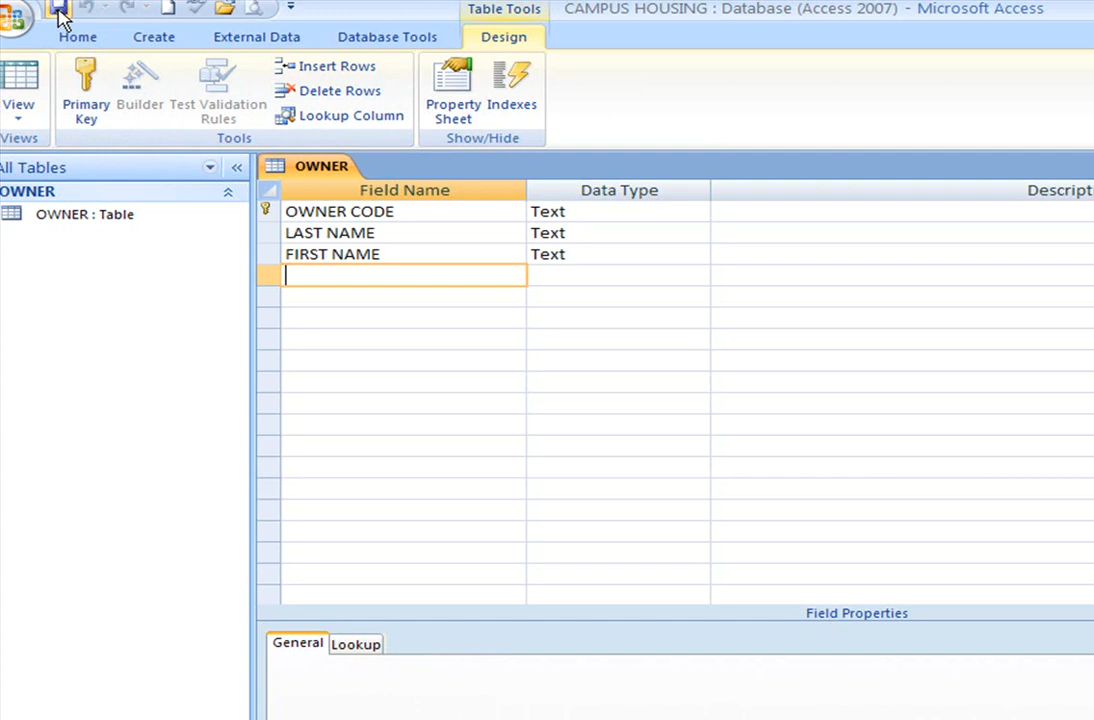 Table Tools CAMPUS HOUSING : Database (Access 2007) - Microsoft Access
Home Create External Data Database Tools Design
View
Views
Primary Key
Builder
Test Validation Rules
Insert Rows
Delete Rows
Lookup Column
Tools
Property Sheet
Indexes
Show/Hide
All Tables
OWNER
OWNER : Table
OWNER
Field Name Data Type Descript
OWNER CODE Text
LAST NAME Text
FIRST NAME Text
Field Properties
General Lookup